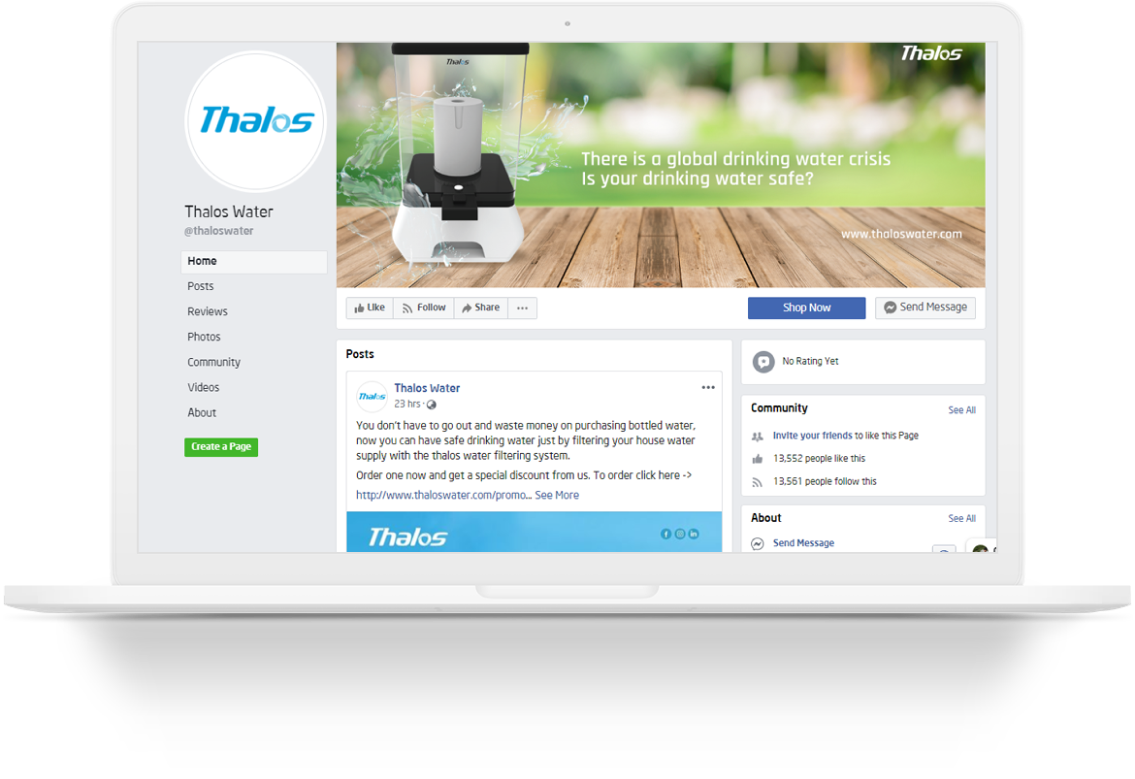 Thalos
Thalos Water
@thaloswater
Home
Posts
Reviews
Photos
Community
Videos
About
Create a Page
Thalos
Thalos
There is a global drinking water crisis
Is your drinking water safe?
www.thaloswater.com
Like
Follow
Share
...
Shop Now
Send Message
Posts
Thalos
Thalos Water
...
23 hrs ·
You don't have to go out and waste money on purchasing bottled water,
now you can have safe drinking water just by filtering your house water
supply with the thalos water filtering system.
Order one now and get a special discount from us. To order click here ->
http://www.thaloswater.com/promo... See More
Thalos
No Rating Yet
Community
See All
Invite your friends to like this Page
13,552 people like this
13,561 people follow this
About
See All
Send Message